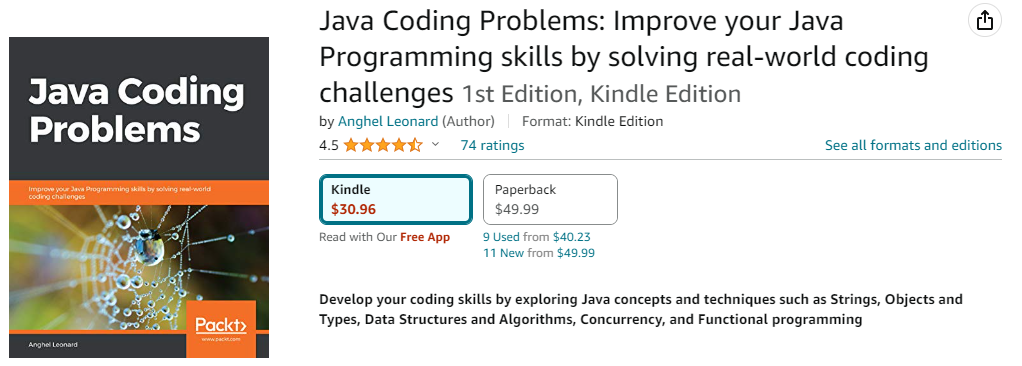 Java Coding Problems: Improve your Java
Programming skills by solving real-world coding
challenges 1st Edition, Kindle Edition
by Anghel Leonard (Author) Format: Kindle Edition
4.5 74 ratings See all formats and editions
Kindle
$30.96
Paperback
$49.99
Read with Our Free App
9 Used from $40.23
11 New from $49.99
Develop your coding skills by exploring Java concepts and techniques such as Strings, Objects and
Types, Data Structures and Algorithms, Concurrency, and Functional programming
Java Coding
Problems
Improve your Java Programming skills by solving real-world
coding challenges
Packt>
www.packt.com
Anghel Leonard